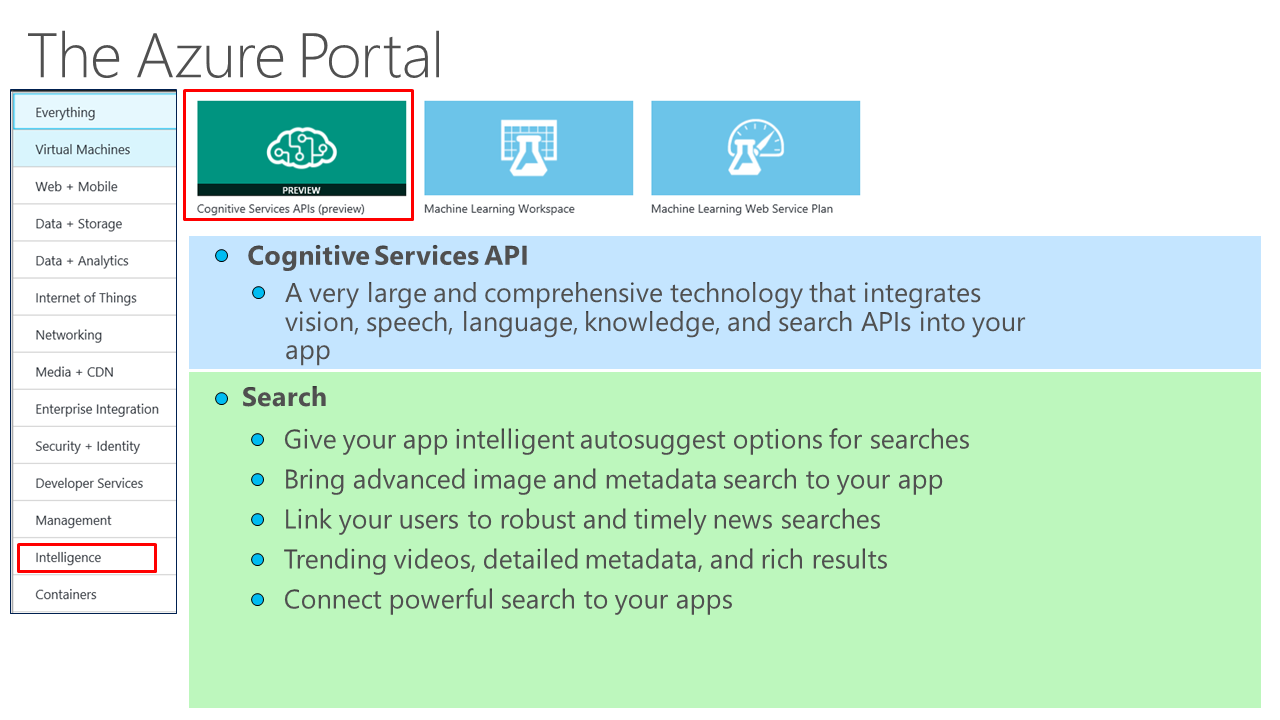 The Azure Portal
Everything
Virtual Machines
Web + Mobile
Data + Storage
Data + Analytics
Internet of Things
Networking
Media + CDN
Enterprise Integration
Security + Identity
Developer Services
Management
Intelligence
Containers
PREVIEW
Cognitive Services APIs (preview)
Machine Learning Workspace
Machine Learning Web Service Plan
Cognitive Services API
A very large and comprehensive technology that integrates
vision, speech, language, knowledge, and search APIs into your
app
Search
Give your app intelligent autosuggest options for searches
Bring advanced image and metadata search to your app
Link your users to robust and timely news searches
Trending videos, detailed metadata, and rich results
Connect powerful search to your apps